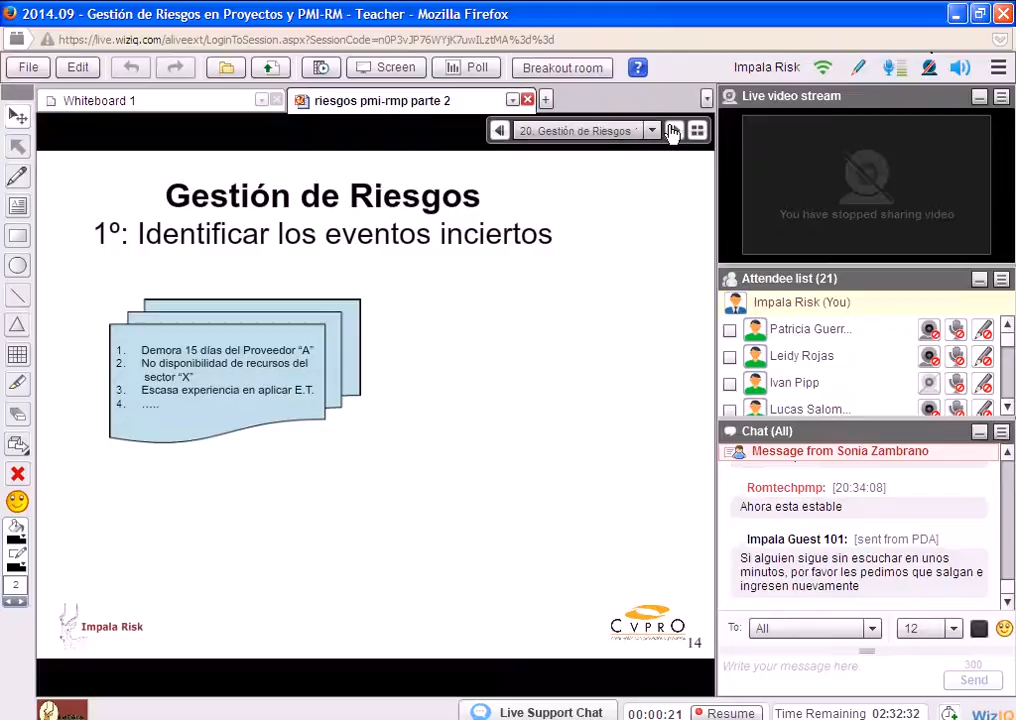 2014.09 - Gestión de Riesgos en Proyectos y PMI-RM - Teacher - Mozilla Firefox
https://live.wiziq.com/aliveext/LoginToSession.aspx?SessionCode=n0P3vJP76WYjK7uwILztMA%3d%3d
File Edit Screen Poll Breakout room ? Impala Risk
Whiteboard 1 riesgos pmi-rmp parte 2
20. Gestión de Riesgos
Gestión de Riesgos
1º: Identificar los eventos inciertos
1. Demora 15 días del Proveedor “A”
2. No disponibilidad de recursos del
sector “X”
3. Escasa experiencia en aplicar E.T.
4. .....
Impala Risk
CVPRO
14
2
Live video stream
You have stopped sharing video
Attendee list (21)
Impala Risk (You)
Patricia Guerr...
Leidy Rojas
Ivan Pipp
Lucas Salom...
Chat (All)
Message from Sonia Zambrano
Romtechpmp: [20:34:08]
Ahora esta estable
Impala Guest 101: [sent from PDA]
Si alguien sigue sin escuchar en unos
minutos, por favor les pedimos que salgan e
ingresen nuevamente
To: All 12
Write your message here.
300
Send
Live Support Chat 00:00:21 Resume Time Remaining 02:32:32 WizIQ